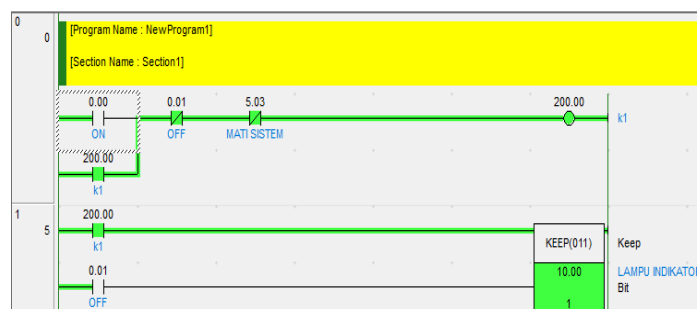 0
0
[Program Name : NewProgram1]
[Section Name : Section1]
0.00
0.01
5.03
200.00
ON
OFF
MATI SISTEM
k1
200.00
k1
1
5
200.00
k1
KEEP(011)
Keep
0.01
10.00
LAMPU INDIKATO
OFF
Bit
1